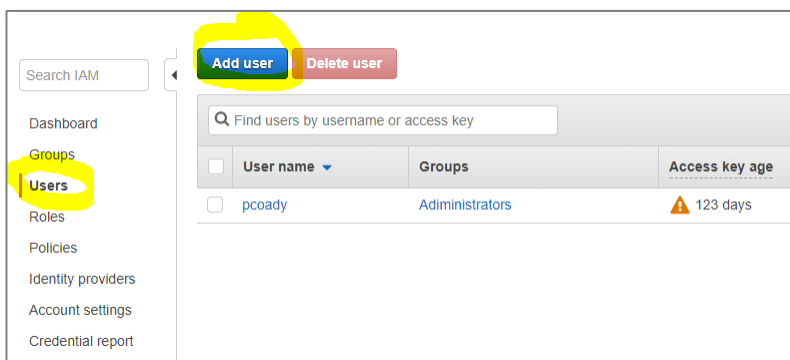 Add user Delete user
Search IAM
Find users by username or access key
Dashboard
Groups
Users
Roles
Policies
Identity providers
Account settings
Credential report
User name Groups Access key age
pcoady Adiministrators 123 days